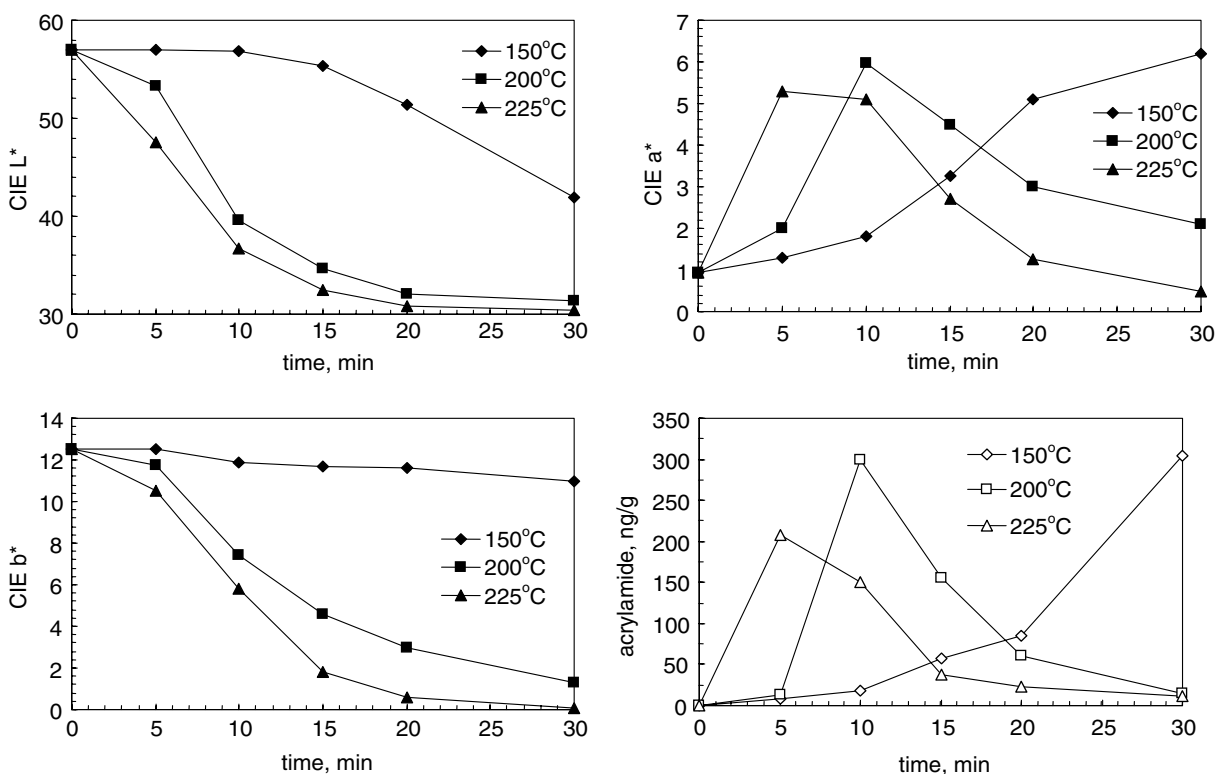 60
50
40
30
0 5 10 15 20 25 30
CIE L*
time, min
150°C
200°C
225°C
7
6
5
4
3
2
1
0
0 5 10 15 20 25 30
CIE a*
time, min
150°C
200°C
225°C
14
12
10
8
6
4
2
0
0 5 10 15 20 25 30
CIE b*
time, min
150°C
200°C
225°C
350
300
250
200
150
100
50
0
0 5 10 15 20 25 30
acrylamide, ng/g
time, min
150°C
200°C
225°C